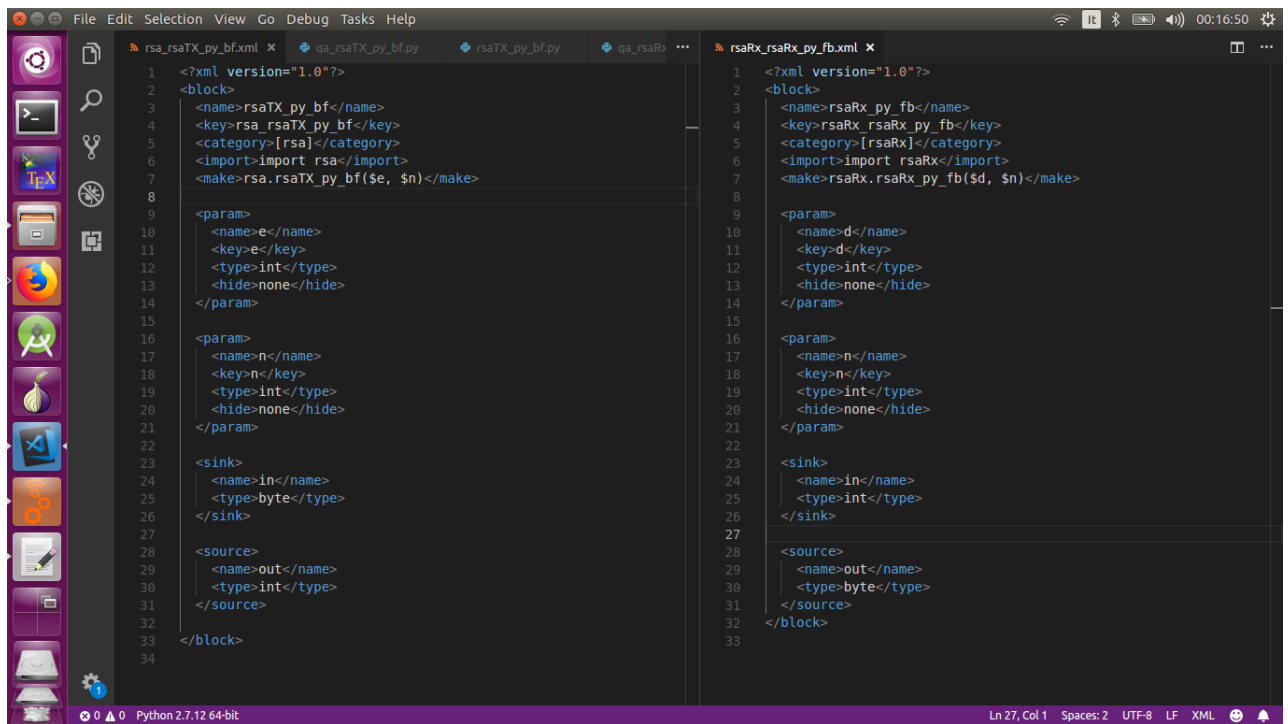 File Edit Selection View Go Debug Tasks Help
It
00:16:50
rsa_rsaTX_py_bf.xml × qa_rsaTX_py_bf.py rsaTX_py_bf.py qa_rsaRx ···
1 <?xml version="1.0"?>
2 <block>
3 <name>rsaTX_py_bf</name>
4 <key>rsa_rsaTX_py_bf</key>
5 <category>[rsa]</category>
6 <import>import rsa</import>
7 <make>rsa.rsaTX_py_bf($e, $n)</make>
8
9 <param>
10 <name>e</name>
11 <key>e</key>
12 <type>int</type>
13 <hide>none</hide>
14 </param>
15
16 <param>
17 <name>n</name>
18 <key>n</key>
19 <type>int</type>
20 <hide>none</hide>
21 </param>
22
23 <sink>
24 <name>in</name>
25 <type>byte</type>
26 </sink>
27
28 <source>
29 <name>out</name>
30 <type>int</type>
31 </source>
32
33 </block>
34
rsaRx_rsaRx_py_fb.xml × ···
1 <?xml version="1.0"?>
2 <block>
3 <name>rsaRx_py_fb</name>
4 <key>rsaRx_rsaRx_py_fb</key>
5 <category>[rsaRx]</category>
6 <import>import rsaRx</import>
7 <make>rsaRx.rsaRx_py_fb($d, $n)</make>
8
9 <param>
10 <name>d</name>
11 <key>d</key>
12 <type>int</type>
13 <hide>none</hide>
14 </param>
15
16 <param>
17 <name>n</name>
18 <key>n</key>
19 <type>int</type>
20 <hide>none</hide>
21 </param>
22
23 <sink>
24 <name>in</name>
25 <type>int</type>
26 </sink>
27
28 <source>
29 <name>out</name>
30 <type>byte</type>
31 </source>
32 </block>
33
TEX
1
0 0 Python 2.7.12 64-bit
Ln 27, Col 1 Spaces: 2 UTF-8 LF XML